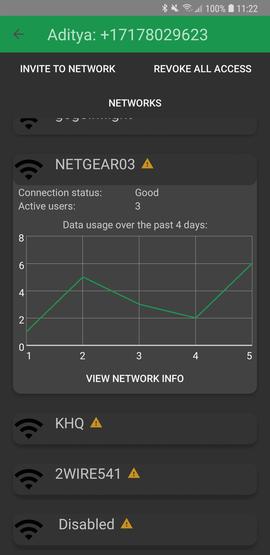 100% 11:22
Aditya: +17178029623
INVITE TO NETWORK REVOKE ALL ACCESS
NETWORKS
NETGEAR03
Connection status: Good
Active users: 3
Data usage over the past 4 days:
8
6
4
2
0
1 2 3 4 5
VIEW NETWORK INFO
KHQ
2WIRE541
Disabled